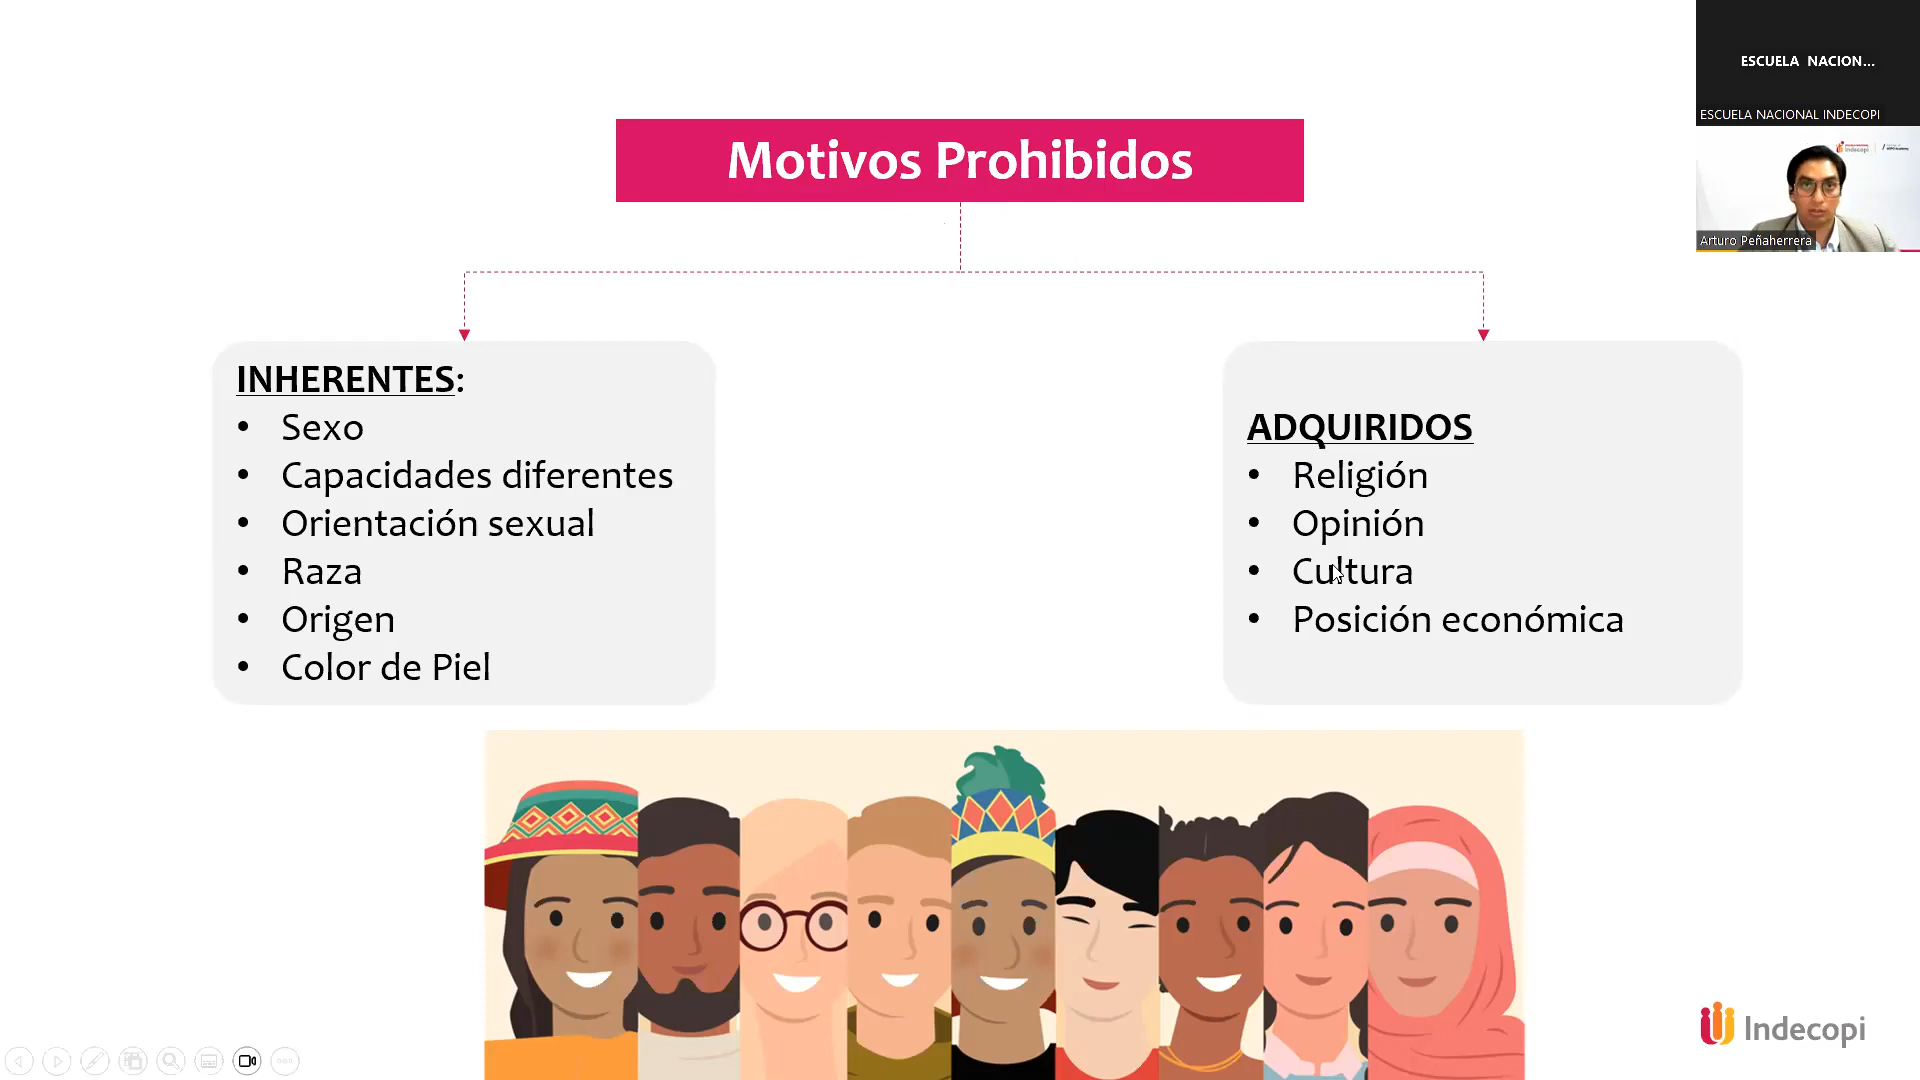 ESCUELA NACION...
ESCUELA NACIONAL INDECOPI
Arturo Peñaherrera
Motivos Prohibidos
INHERENTES:
• Sexo
• Capacidades diferentes
• Orientación sexual
• Raza
• Origen
• Color de Piel
ADQUIRIDOS
• Religión
• Opinión
• Cultura
• Posición económica
Indecopi